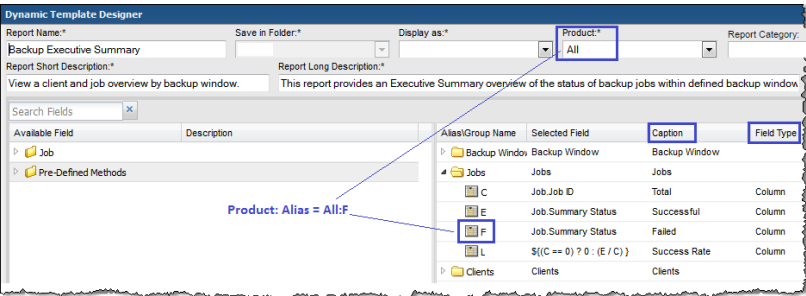 Dynamic Template Designer
Report Name:* Save in Folder:* Display as:* Product:* Report Category:
Backup Executive Summary All
Report Short Description:* Report Long Description:*
View a client and job overview by backup window. This report provides an Executive Summary overview of the status of backup jobs within defined backup window
Search Fields ×
Available Field Description Alias\Group Name Selected Field Caption Field Type
Job Backup Window Backup Window Backup Window
Pre-Defined Methods Jobs Jobs Jobs
C Job.Job ID Total Column
E Job.Summary Status Successful Column
Product: Alias = All:F
F Job.Summary Status Failed Column
L ${(C == 0) ? 0 : (E / C) } Success Rate Column
Clients Clients Clients